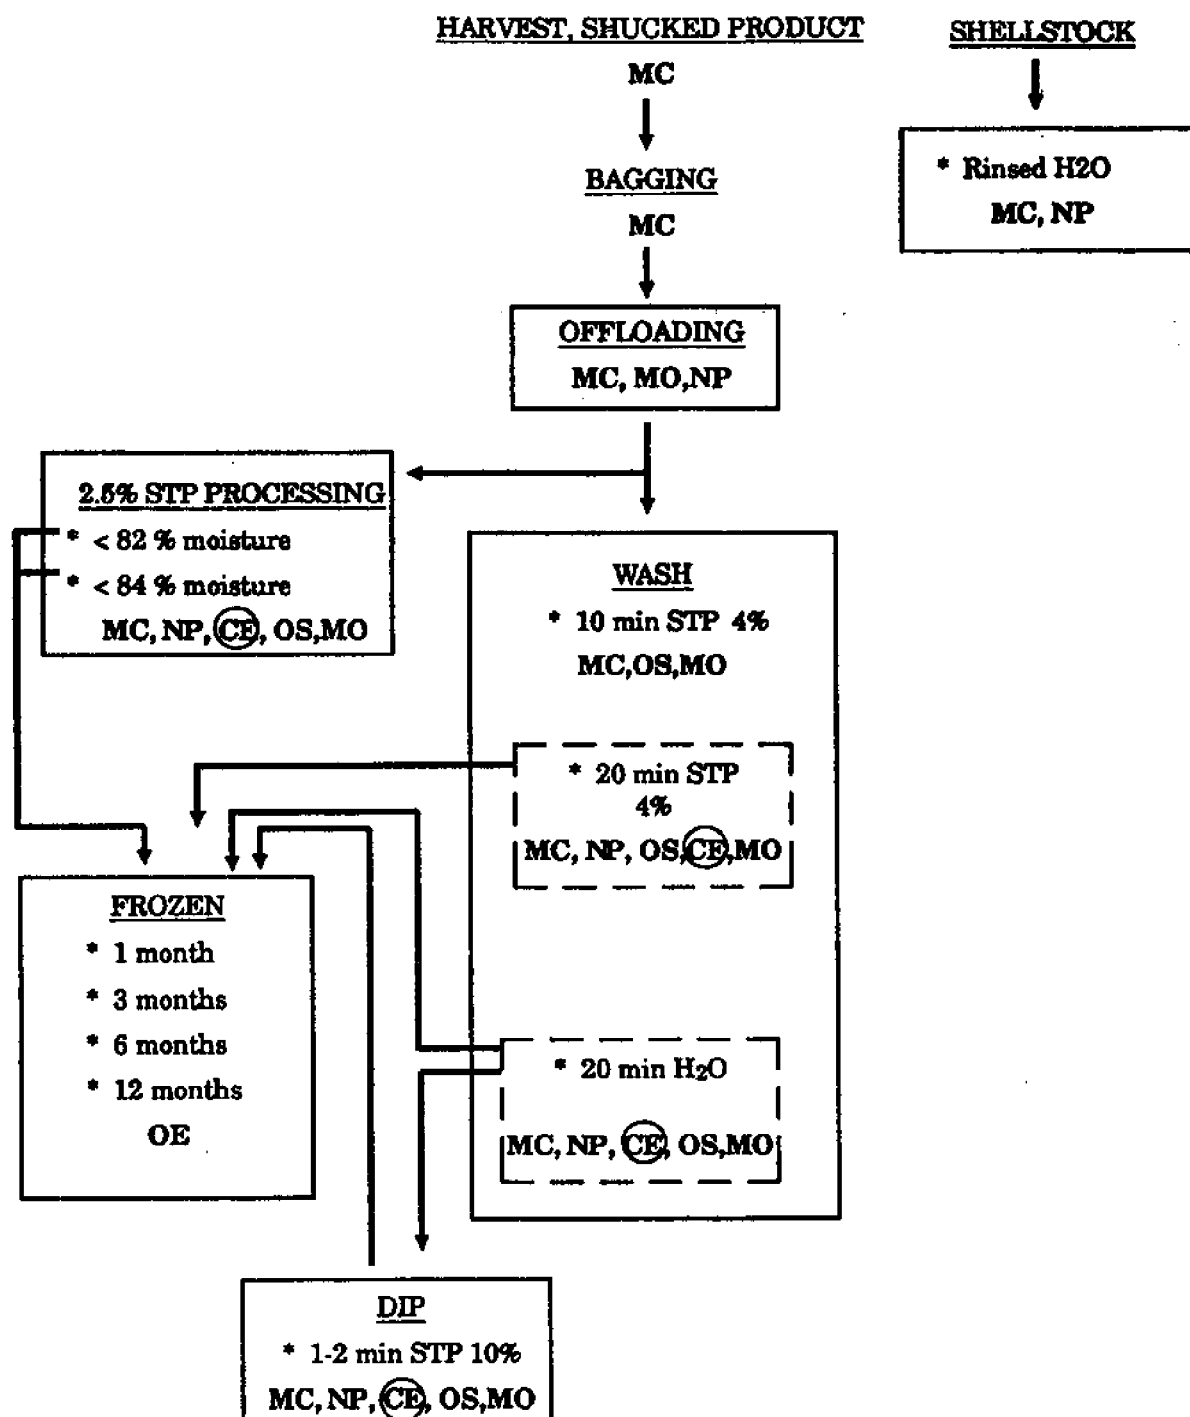 HARVEST, SHUCKED PRODUCT
MC
BAGGING
MC
OFFLOADING
MC, MO,NP
SHELLSTOCK
* Rinsed H2O
MC, NP
2.5% STP PROCESSING
* < 82 % moisture
* < 84 % moisture
MC, NP, CE, OS,MO
WASH
* 10 min STP 4%
MC,OS,MO
* 20 min STP
4%
MC, NP, OS,CE,MO
* 20 min H₂O
MC, NP, CE, OS,MO
FROZEN
* 1 month
* 3 months
* 6 months
* 12 months
OE
DIP
* 1-2 min STP 10%
MC, NP, CE, OS,MO